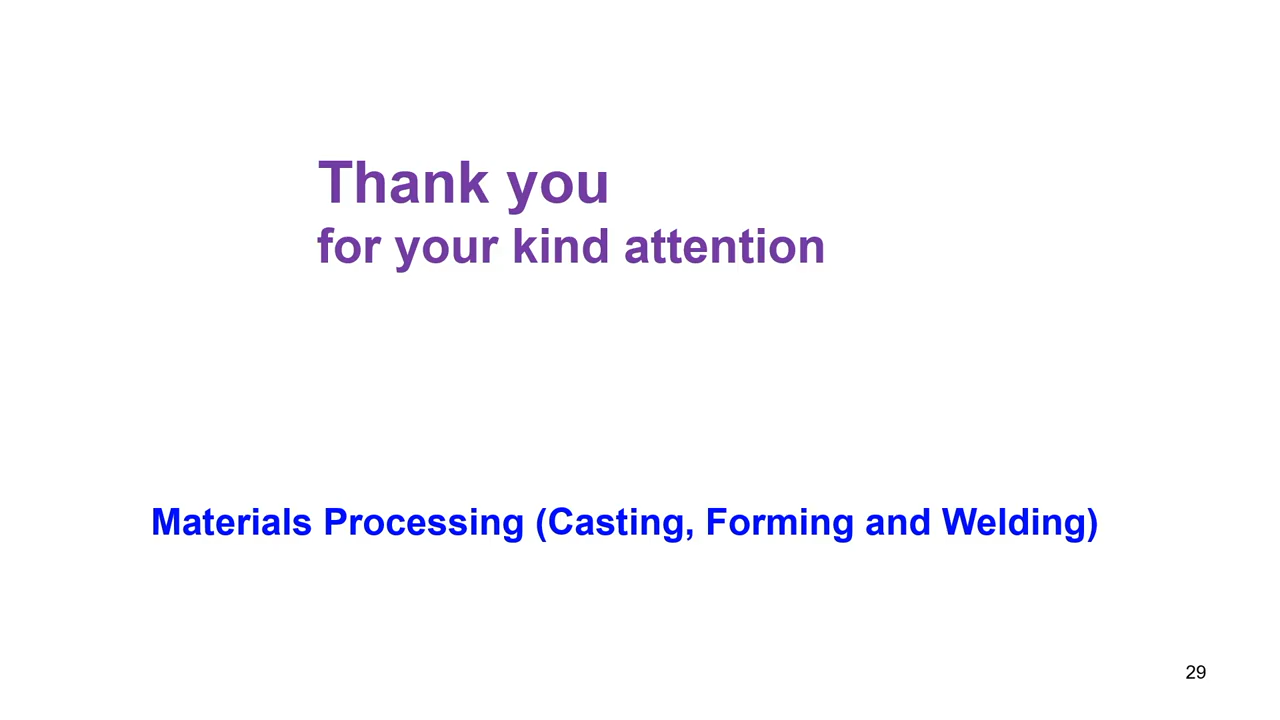 Thank you
for your kind attention
Materials Processing (Casting, Forming and Welding)
29